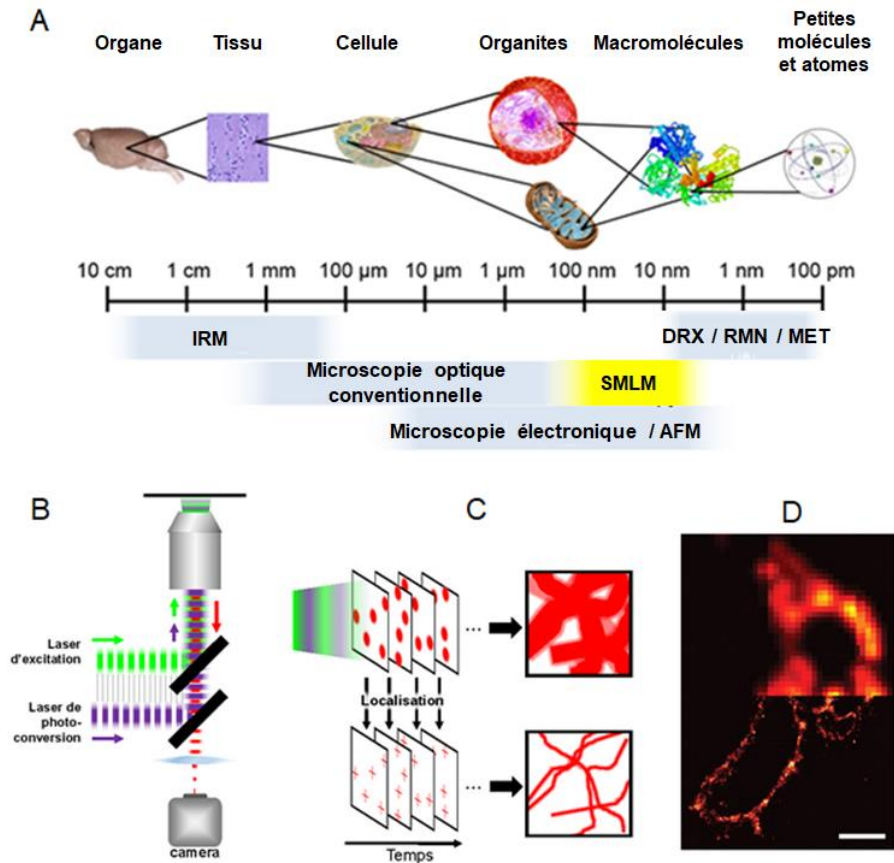 A
Organe Tissu Cellule Organites Macromolécules Petites
molécules
et atomes
10 cm 1 cm 1 mm 100 µm 10 µm 1 µm 100 nm 10 nm 1 nm 100 pm
IRM
DRX / RMN / MET
Microscopie optique
conventionnelle
SMLM
Microscopie électronique / AFM
B
Laser
d'excitation
Laser de
photo-
conversion
camera
C
...
Localisation
...
Temps
D